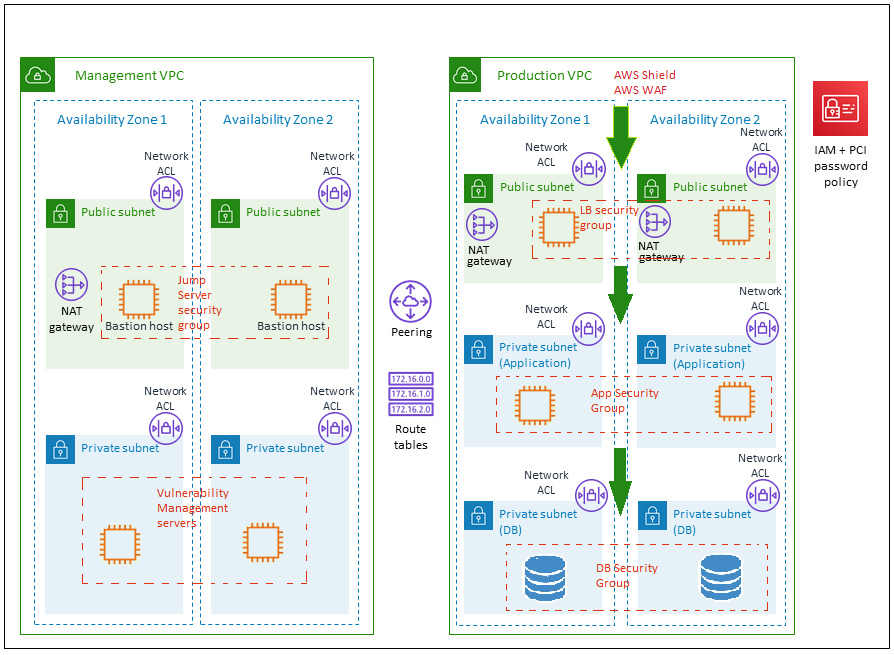 Management VPC
Availability Zone 1
Availability Zone 2
Network
ACL
Network
ACL
Public subnet
Public subnet
NAT
gateway
Jump
Server
security
group
Bastion host
Bastion host
Network
ACL
Network
ACL
Private subnet
Private subnet
Vulnerability
Management
servers
Peering
172.16.0.0
172.16.1.0
172.16.2.0
Route
tables
Production VPC
AWS Shield
AWS WAF
Availability Zone 1
Availability Zone 2
Network
ACL
Network
ACL
Public subnet
Public subnet
LB security
group
NAT
gateway
NAT
gateway
Network
ACL
Network
ACL
Private subnet
(Application)
Private subnet
(Application)
App Security
Group
Network
ACL
Network
ACL
Private subnet
(DB)
Private subnet
(DB)
DB Security
Group
IAM + PCI
password
policy